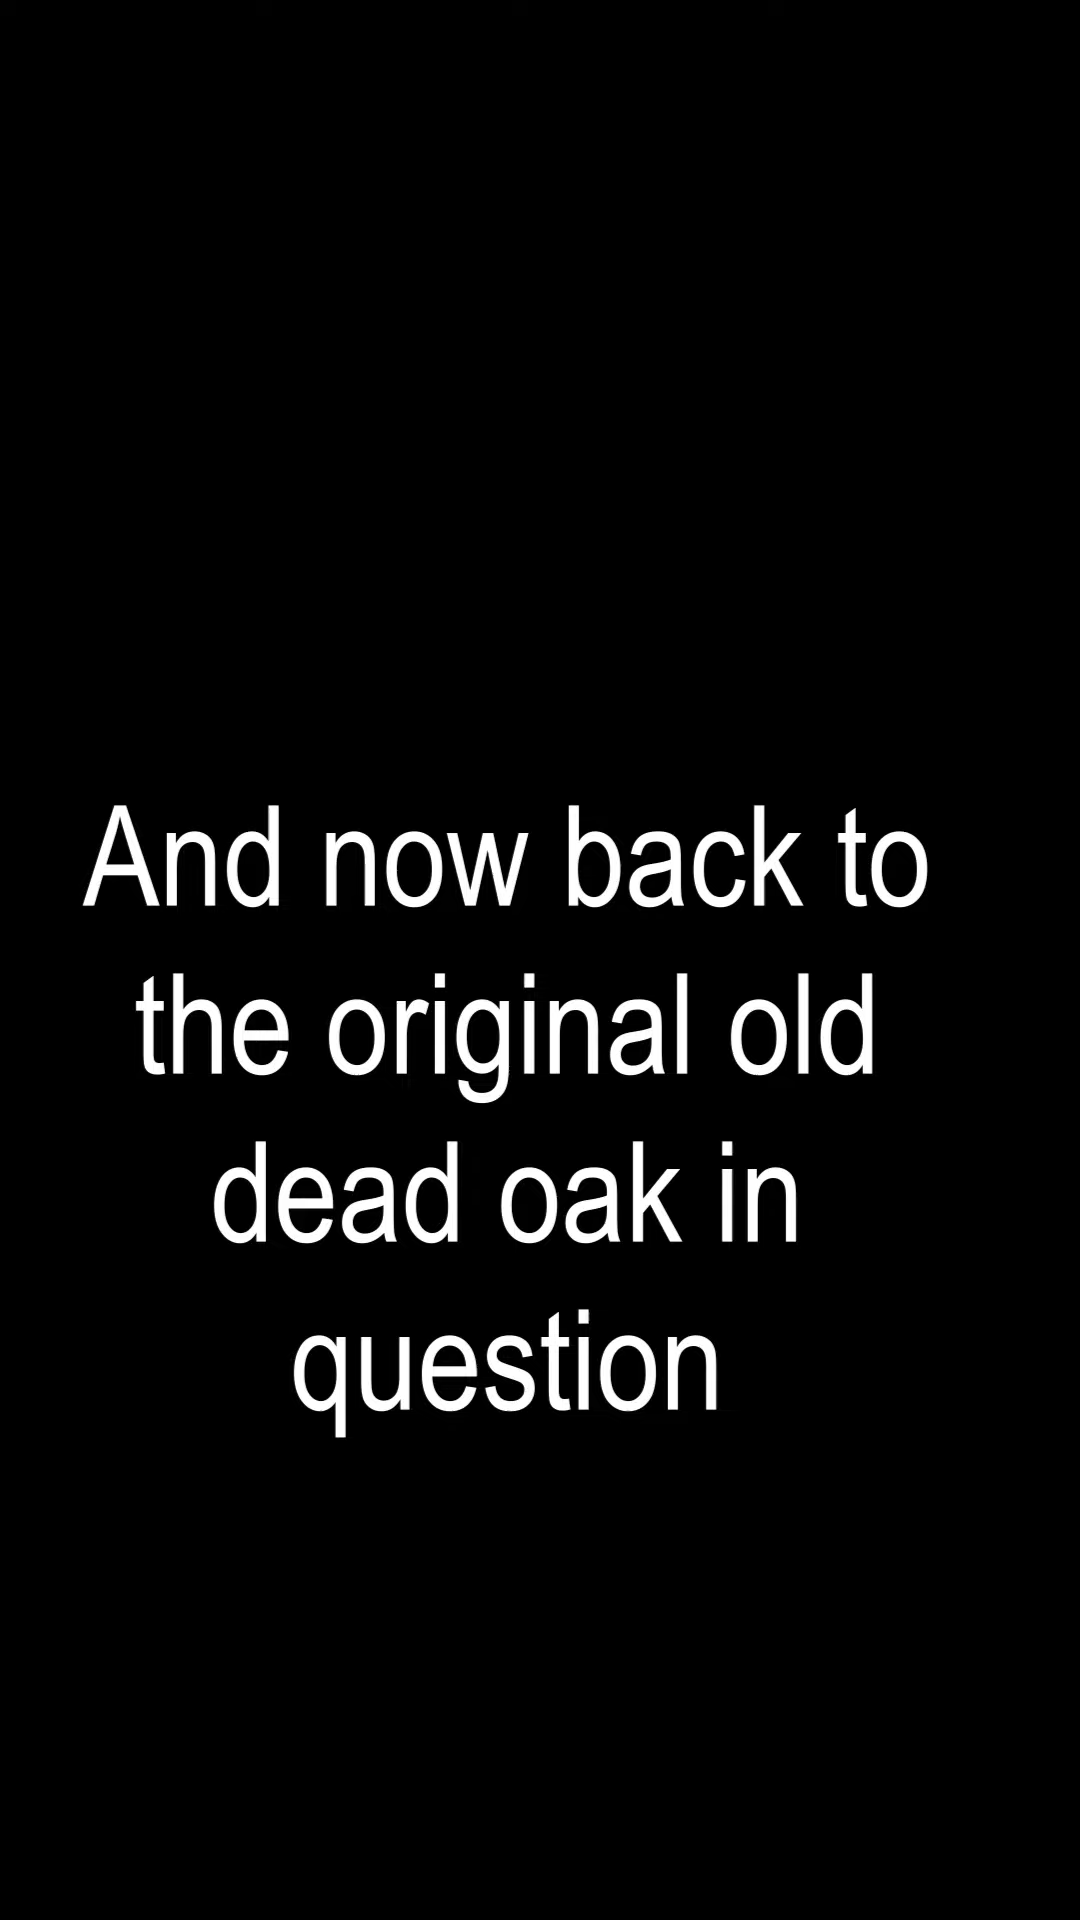 And now back to
the original old
dead oak in
question